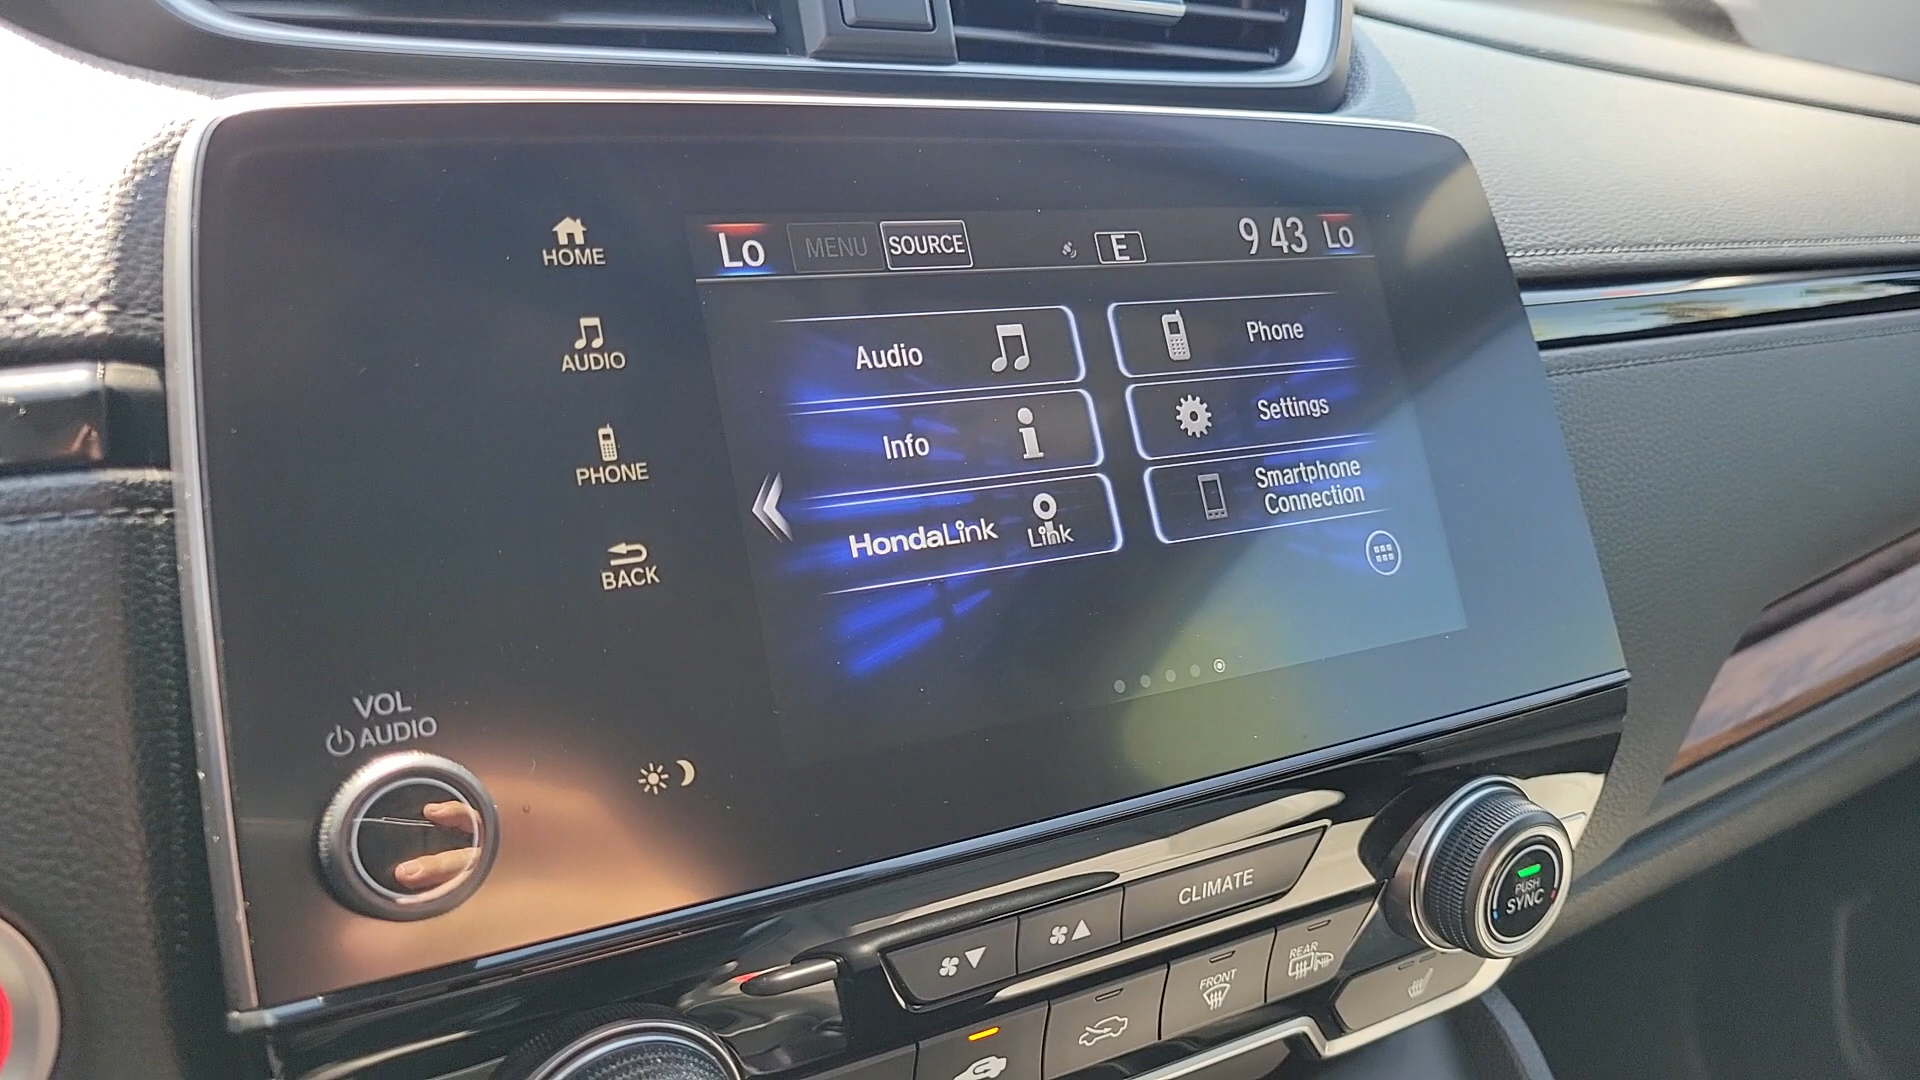 HOME
AUDIO
PHONE
BACK
VOL
AUDIO
Lo MENU SOURCE E 9 43 Lo
Audio
Phone
Info
Settings
HondaLink Link
Smartphone
Connection
CLIMATE
PUSH
SYNC
FRONT
REAR